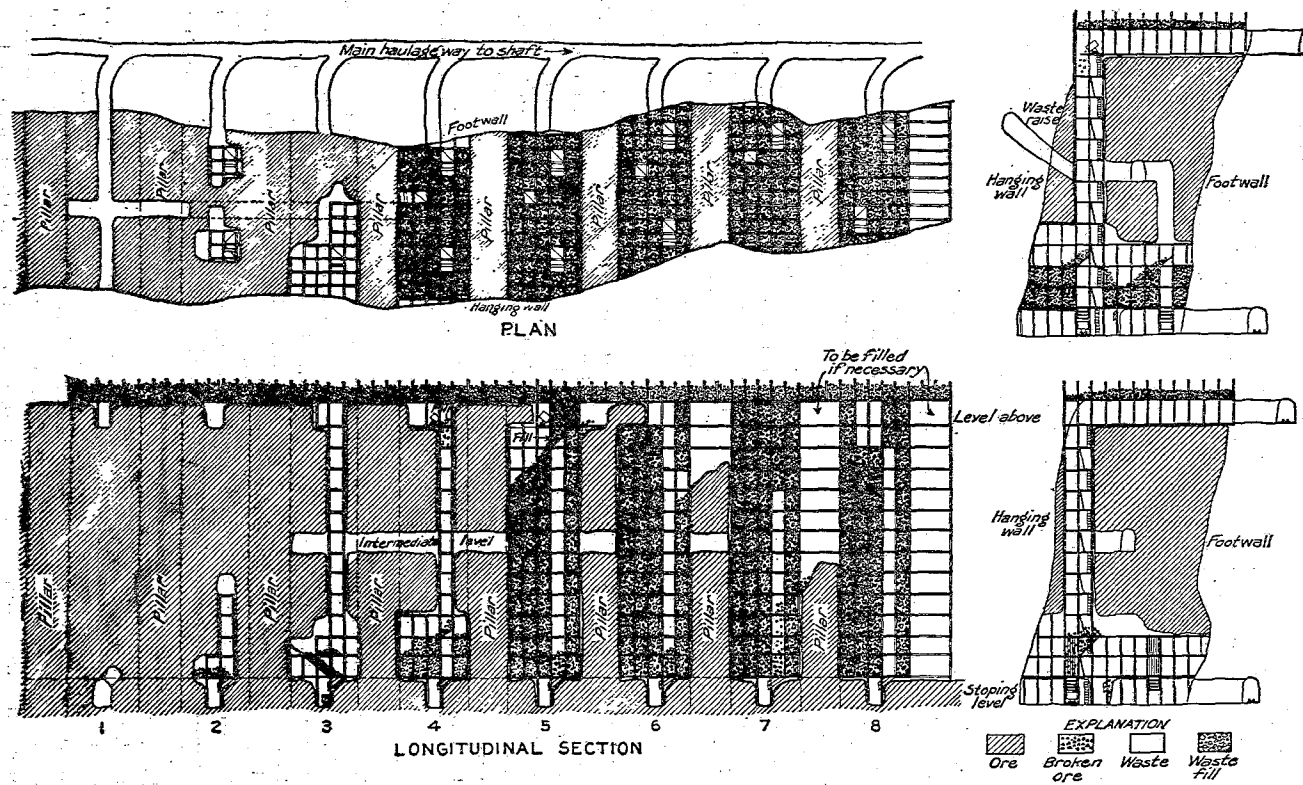 Main haulage way to shaft →
Footwall
Pillar
Pillar
Pillar
Pillar
Pillar
Pillar
Pillar
Pillar
Hanging wall
PLAN
Waste
raise
Hanging
wall
Footwall
To be filled
if necessary
Level above
Fill
Intermediate level
Pillar
Pillar
Pillar
Pillar
Pillar
Pillar
Pillar
Pillar
Stoping
level
1 2 3 4 5 6 7 8
LONGITUDINAL SECTION
Hanging
wall
Footwall
EXPLANATION
Ore
Broken
ore
Waste
Waste
fill